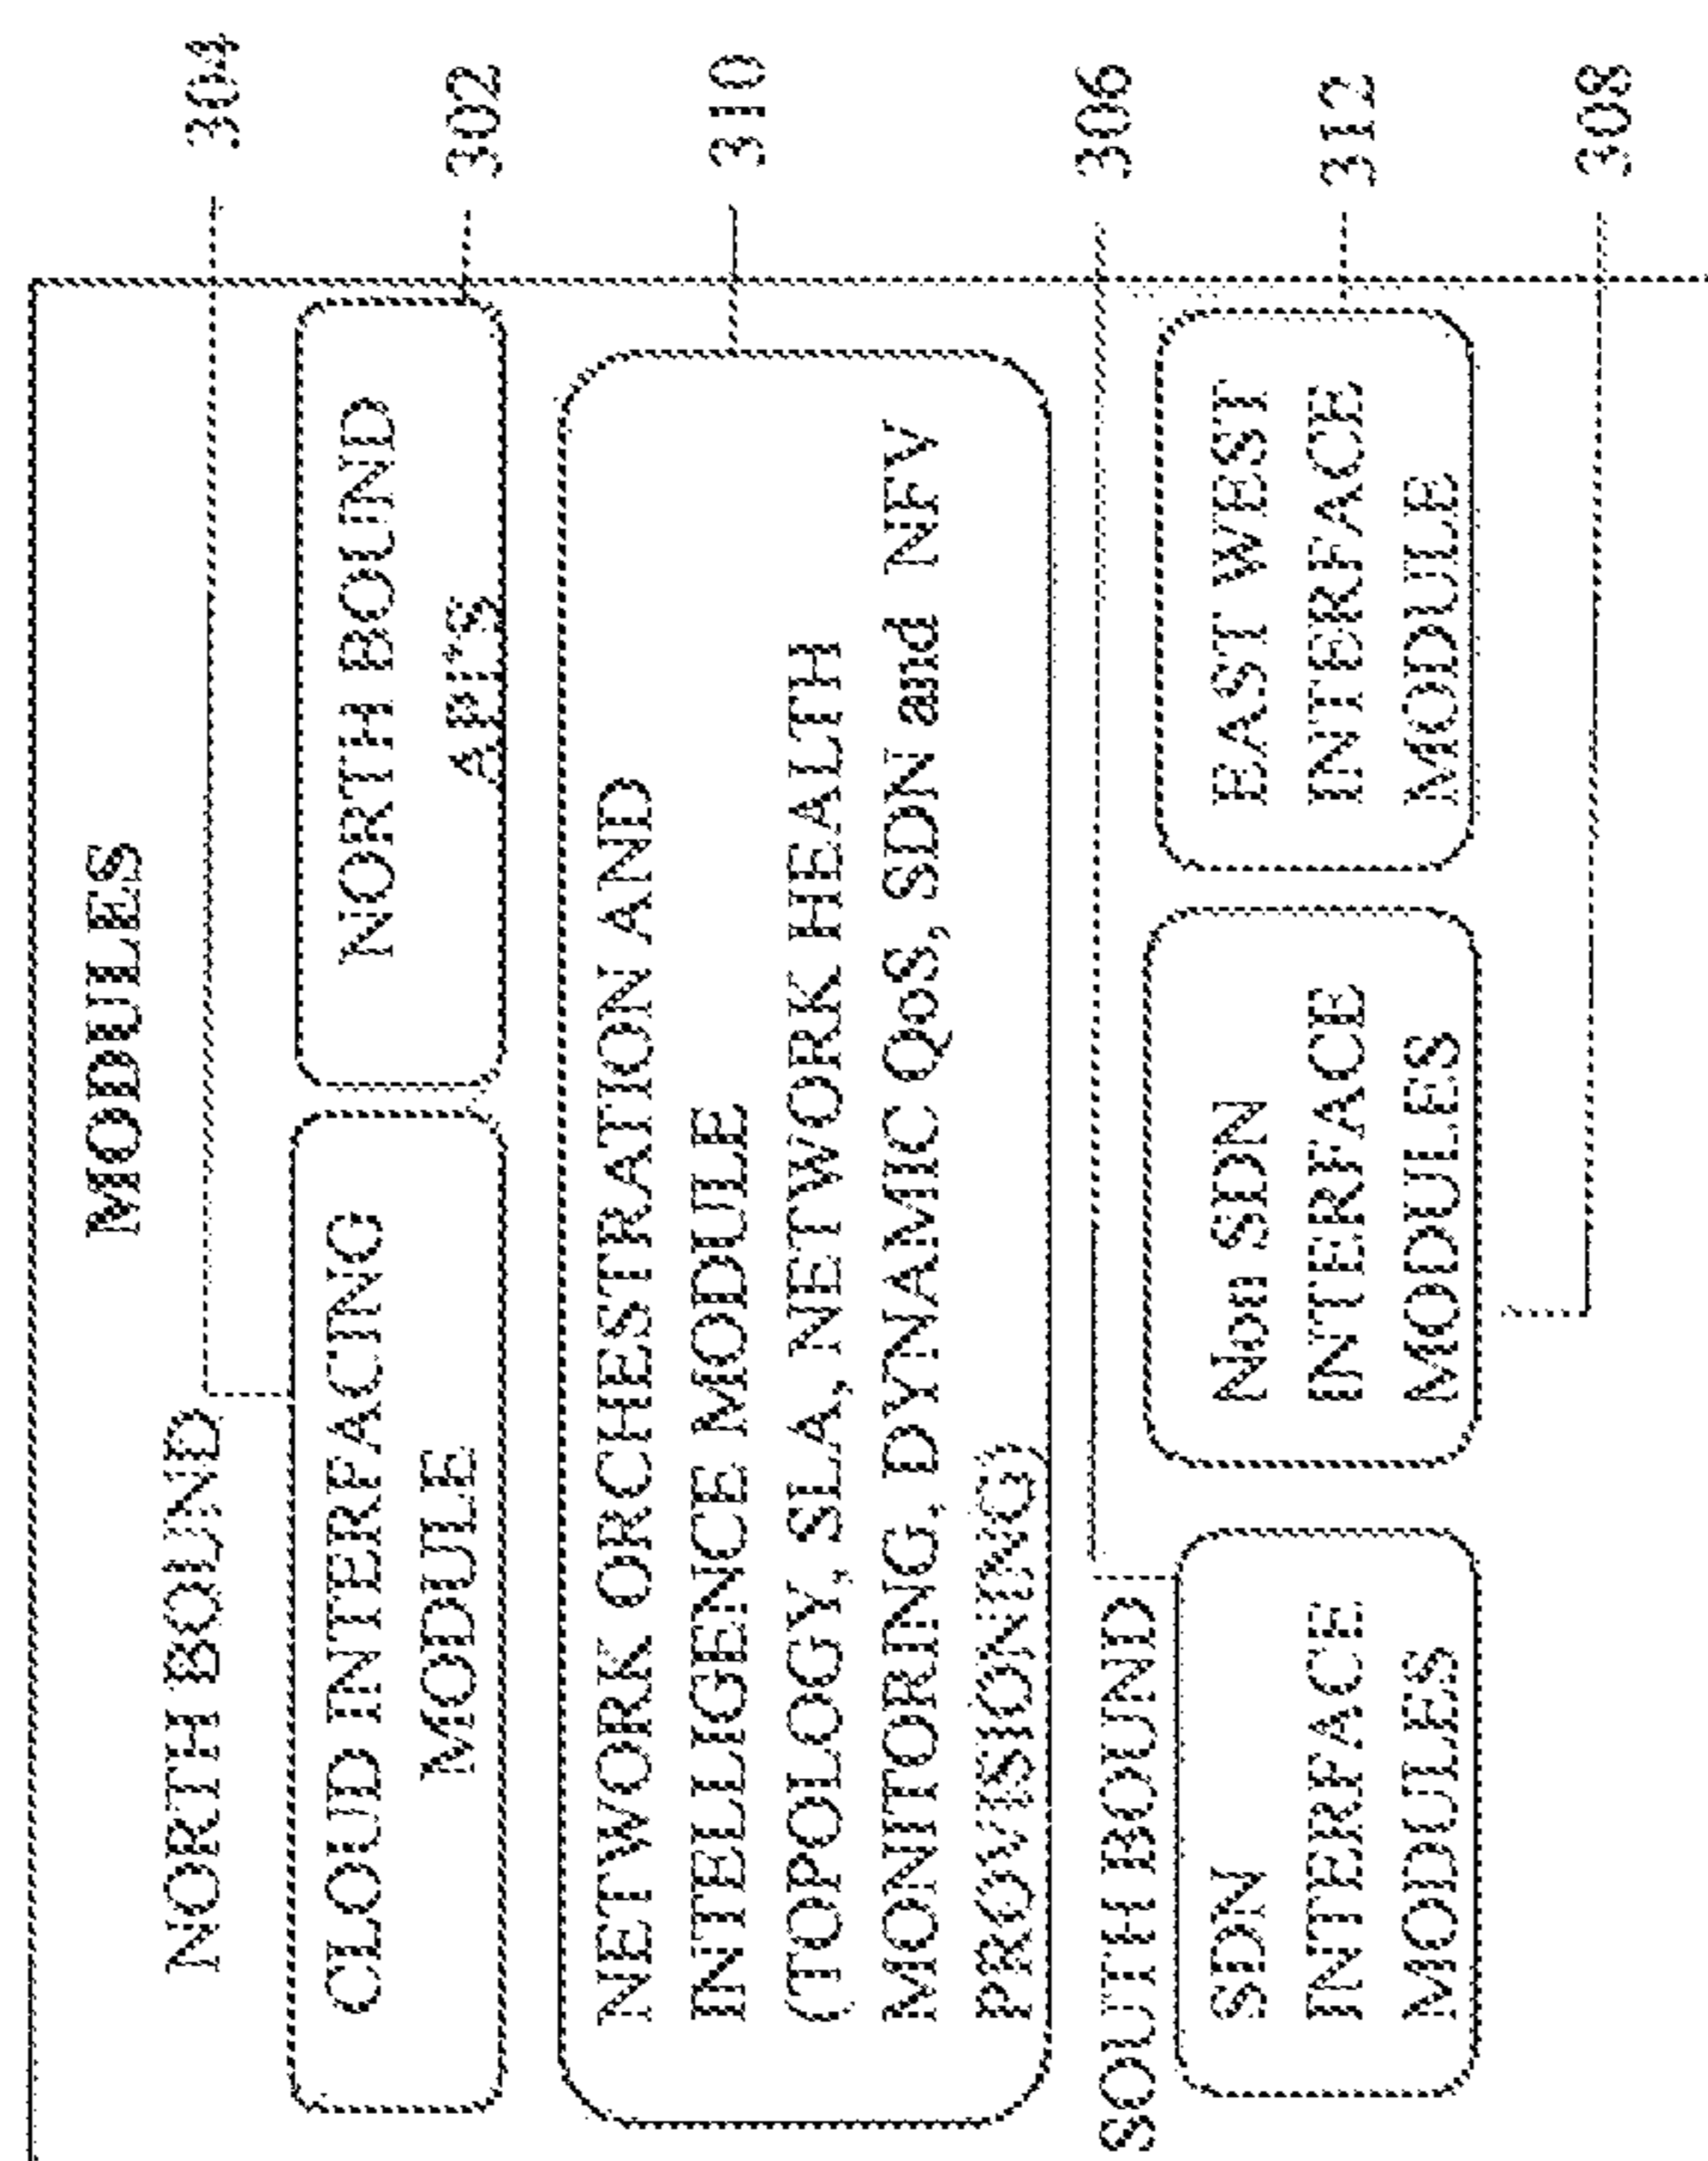 MODULES
NORTH BOUND
304
CLOUD INTERFACING
MODULE
NORTH BOUND
API'S
302
NETWORK ORCHESTRATION AND
INTELLIGENCE MODULE
(TOPOLOGY, SLA, NETWORK HEALTH
MONITORING, DYNAMIC QoS, SDN and NFV
PROVISIONING)
310
SOUTH BOUND
306
SDN
INTERFACE
MODULES
Non SDN
INTERFACE
MODULES
EAST WEST
INTERFACE
MODULE
312
308